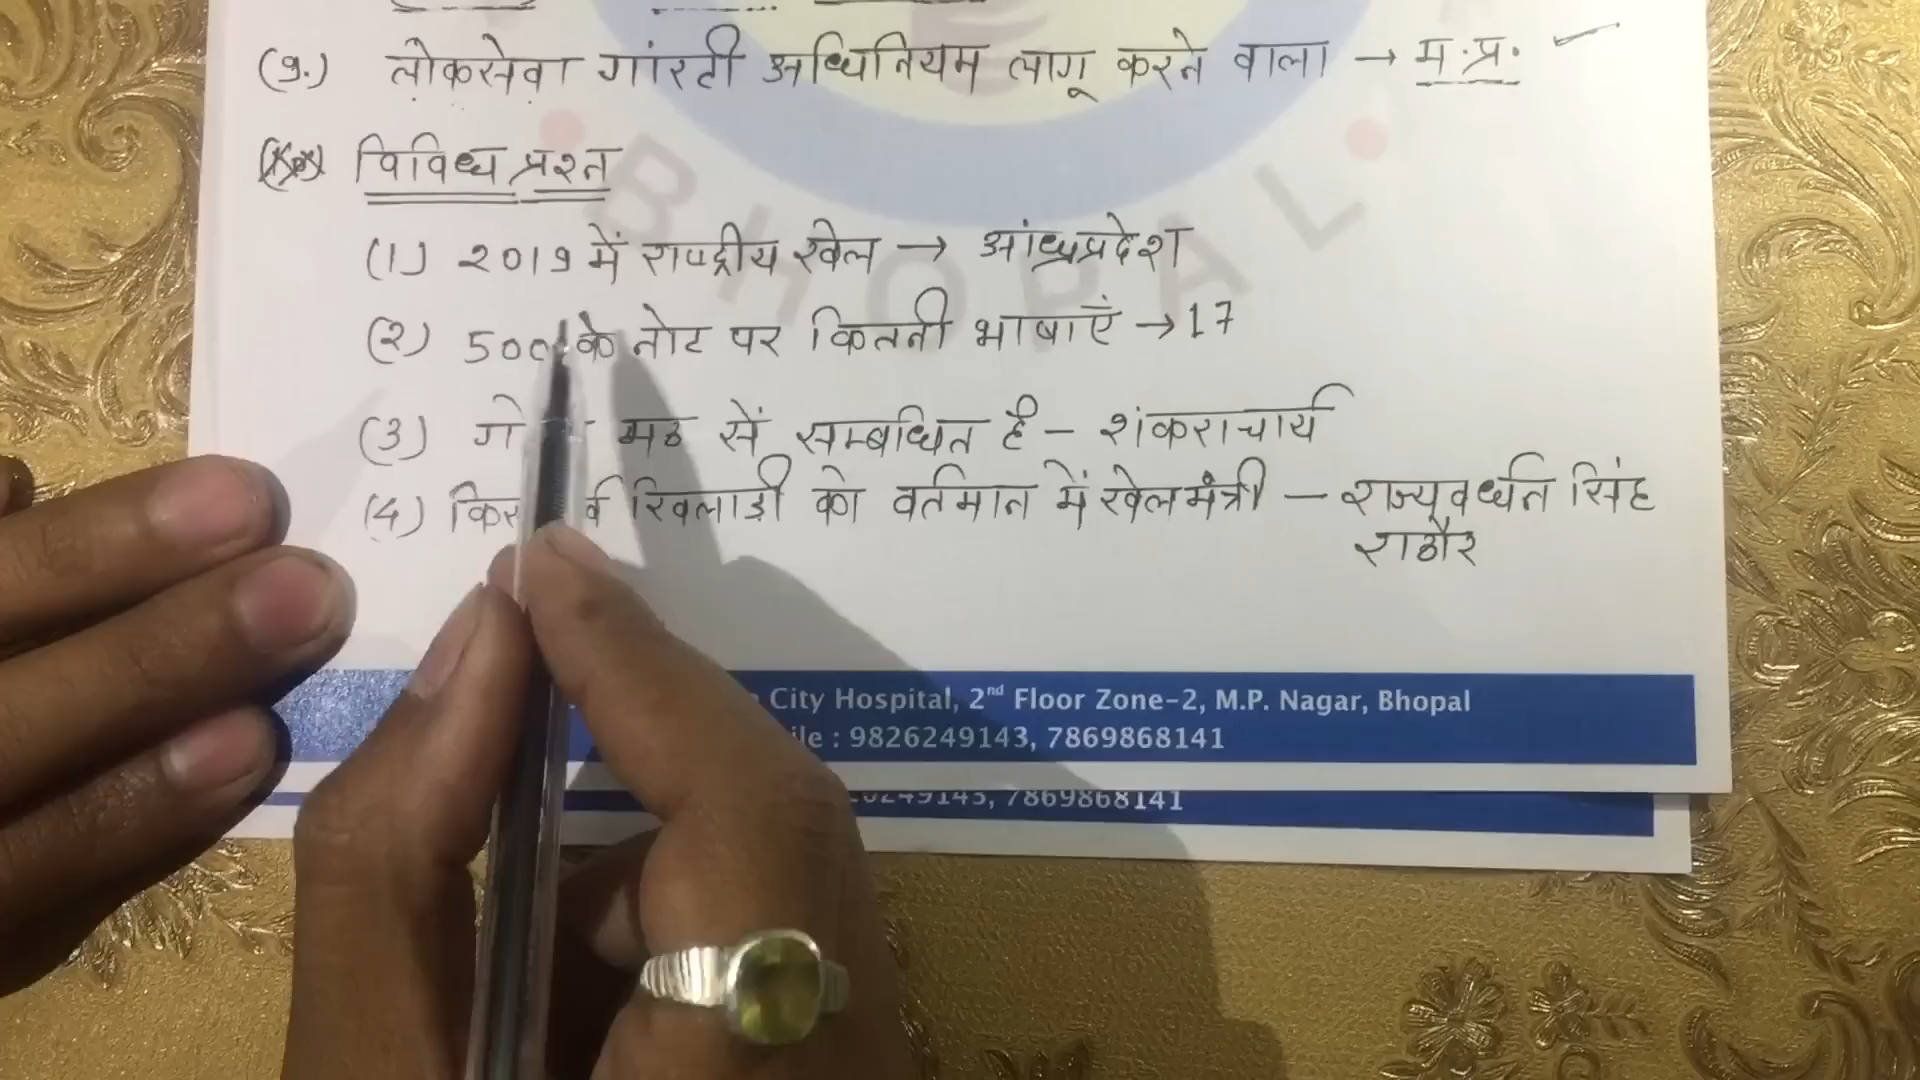 (9.) लोकसेवा गांरटी अधिनियम लागू करने वाला → म.प्र.
विविध प्रश्न
(1) 2019 में राष्ट्रीय खेल → आंध्रप्रदेश
(2) 500 के नोट पर कितनी भाषाएं → 17
(3) मठ सें सम्बधित है - शंकराचार्य
(4) खिलाडी को वर्तमान में खेलमंत्री - राज्यवर्धन सिंह
राठौर
BHOPAL
City Hospital, 2nd Floor Zone-2, M.P. Nagar, Bhopal
: 9826249143, 7869868141
7869868141